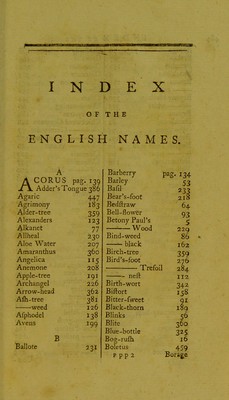 INDEX
OF THE
ENGLISH NAMES.
A
ACORUS pag. 139
Adder's Tongue 386
Agaric 447
Agrimony 183
Alder-tree 359
Alexanders 123
Alkanet 77
Allheal 230
Aloe Water 207
Amaranthus 360
Angelica 115
Anemone 208
Apple-tree 191
Archangel 226
Arrow-head 362
Ash-tree 381
——weed 126
Asphodel 138
Avens 199
B
Ballote 231
Barberry pag. 134
Barley 53
Basil 233
Bear's-foot 218
Bedstraw 64
Bell-flower 93
Betony Paul's 5
—— Wood 229
Bind-weed 86
—— black 162
Birch-tree 359
Bird's-foot 276
—— Trefoil 284
—— nest 112
Birth-wort 342
Bistort 158
Bitter-sweet 91
Black-thorn 189
Blinks 56
Blite 360
Blue-bottle 325
Bog-rush 16
Boletus 459
pppz Borage